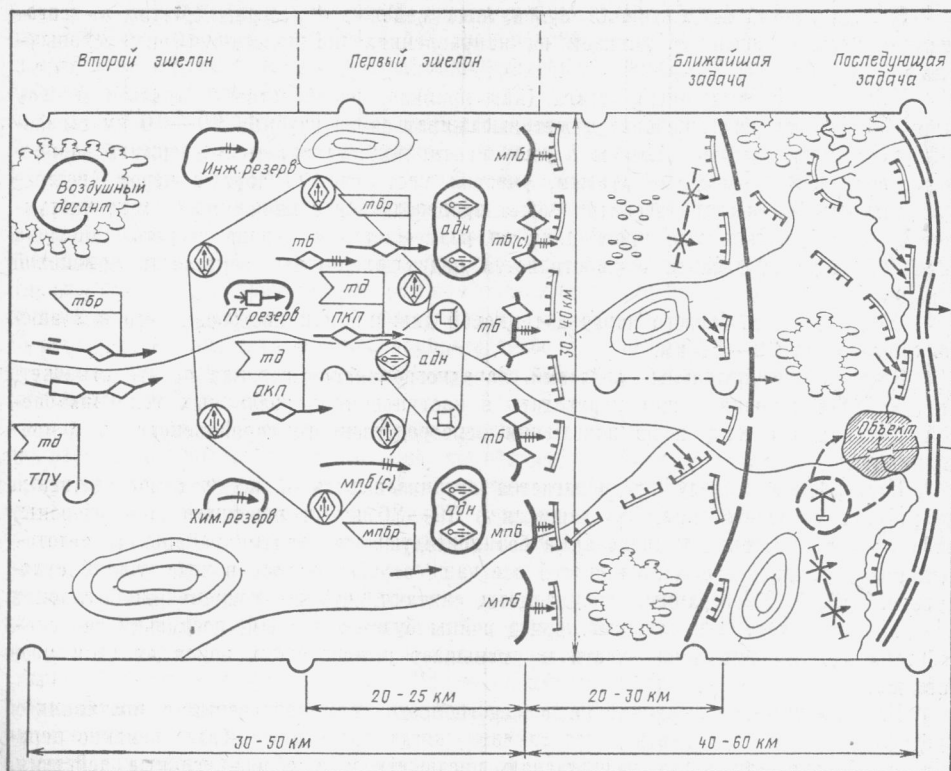 Второй эшелон
Первый эшелон
Ближайшая
задача
Последующая
задача
Воздушный
десант
Инж. резерв
мпб
тбр
адн
тб
тб(с)
тд
тбр
ПТ. резерв
ПКП
тб
30-40 км
тд
адн
ДКП
тб
Объект
тд
ТПУ
мпб(с)
Хим. резерв
адн
мпбр
мпб
мпб
20 - 25 км
20 - 30 км
30 - 50 км
40 - 60 км